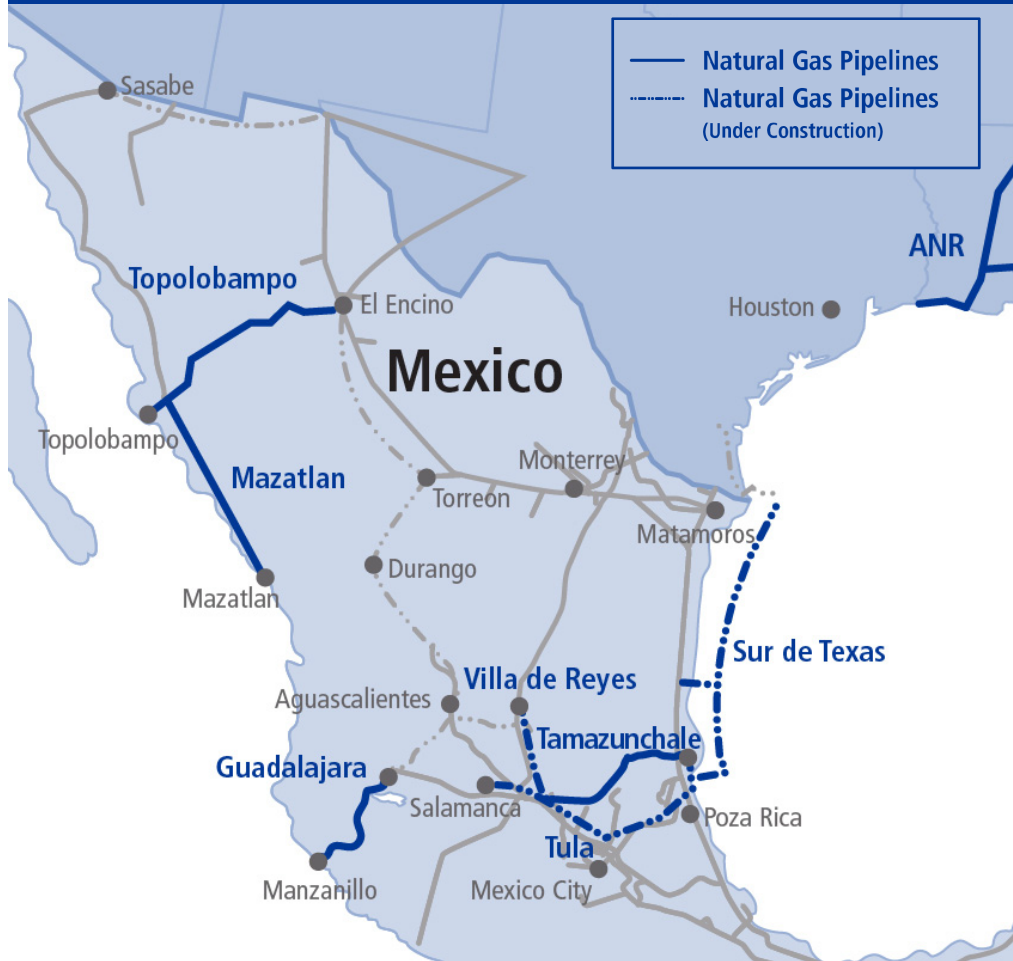 Natural Gas Pipelines
Natural Gas Pipelines
(Under Construction)
Sasabe
ANR
Topolobampo
El Encino
Houston
Mexico
Topolobampo
Monterrey
Mazatlan
Torreon
Matamoros
Durango
Mazatlan
Sur de Texas
Villa de Reyes
Aguascalientes
Tamazunchale
Guadalajara
Salamanca
Poza Rica
Tula
Manzanillo
Mexico City